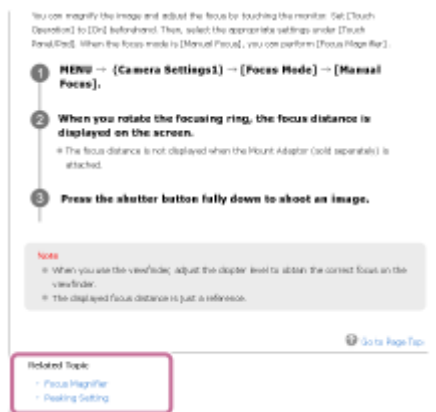 You can magnify the image and adjust the focus by touching the monitor. Set [Touch
Operation] to [On] beforehand. Then, select the appropriate settings under [Touch
Panel/Pad]. When the focus mode is [Manual Focus], you can perform [Focus Magnifier].
1 MENU → (Camera Settings1) → [Focus Mode] → [Manual
Focus].
2 When you rotate the focusing ring, the focus distance is
displayed on the screen.
The focus distance is not displayed when the Mount Adaptor (sold separately) is
attached.
3 Press the shutter button fully down to shoot an image.
Note
When you use the viewfinder, adjust the diopter level to obtain the correct focus on the
viewfinder.
The displayed focus distance is just a reference.
Go to Page Top
Related Topic
Focus Magnifier
Peaking Setting